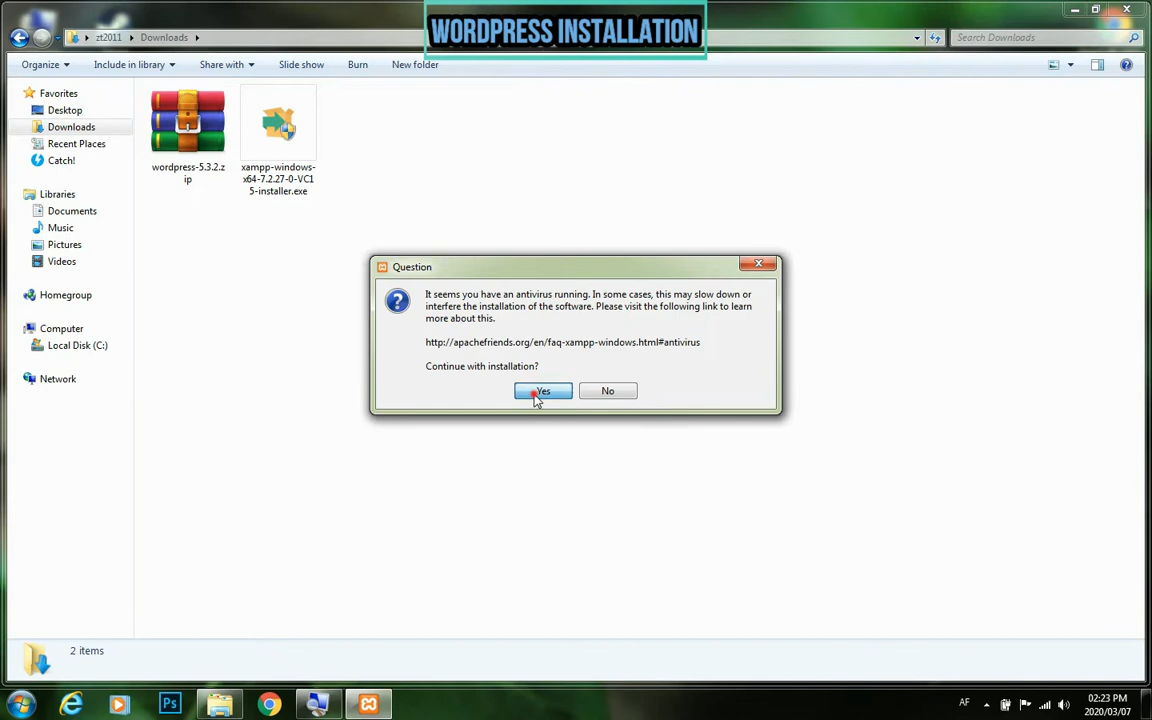 WORDPRESS INSTALLATION
zt2011
Downloads
Search Downloads
Organize
Include in library
Share with
Slide show
Burn
New folder
Favorites
Desktop
Downloads
Recent Places
Catch!
Libraries
Documents
Music
Pictures
Videos
Homegroup
Computer
Local Disk (C:)
Network
wordpress-5.3.2.z
ip
xampp-windows-
x64-7.2.27-0-VC1
5-installer.exe
Question
It seems you have an antivirus running. In some cases, this may slow down or
interfere the installation of the software. Please visit the following link to learn
more about this.
http://apachefriends.org/en/faq-xampp-windows.html#antivirus
Continue with installation?
Yes
No
2 items
Ps
AF
02:23 PM
2020/03/07